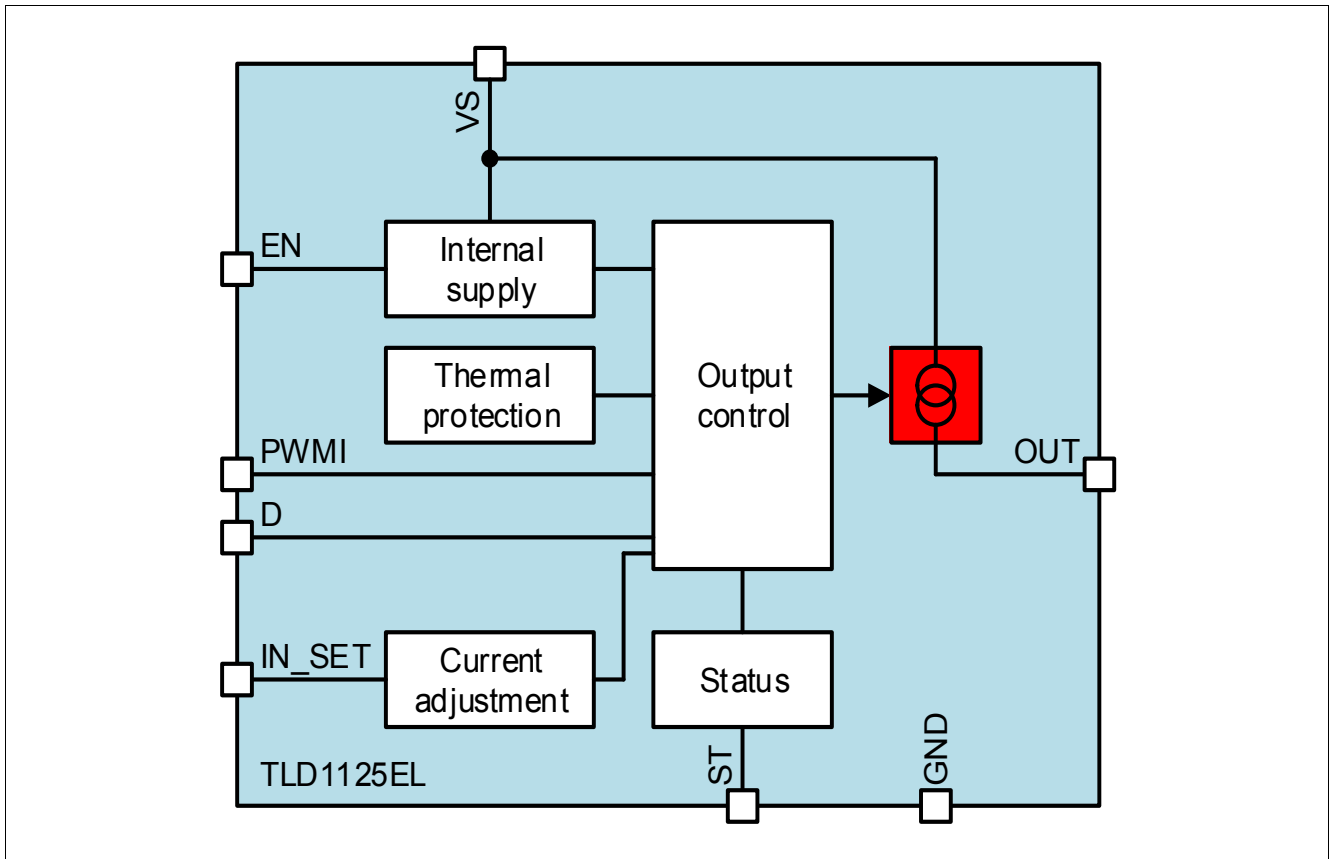 VS
EN
Internal
supply
Thermal
protection
Output
control
PWMI
OUT
D
IN_SET
Current
adjustment
Status
ST
GND
TLD1125EL